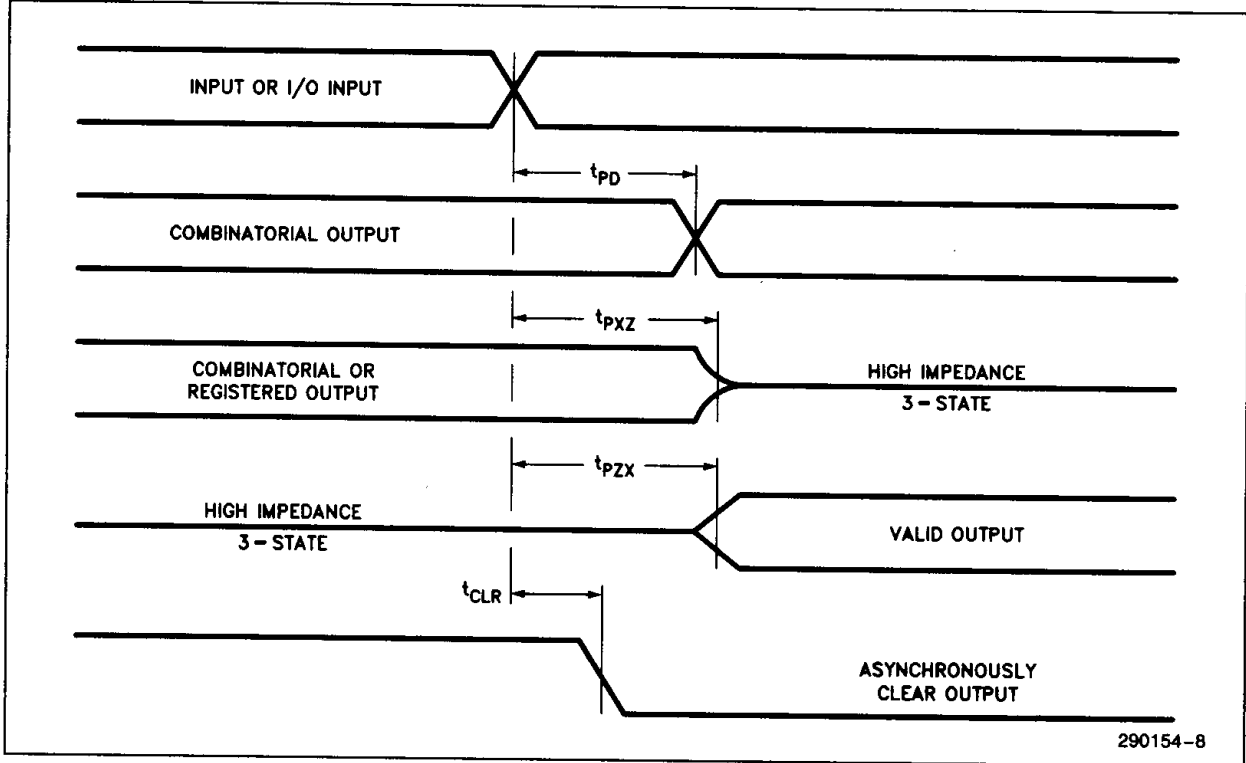 INPUT OR I/O INPUT
tPD
COMBINATORIAL OUTPUT
tPXZ
COMBINATORIAL OR
REGISTERED OUTPUT
HIGH IMPEDANCE
3-STATE
tPZX
HIGH IMPEDANCE
3-STATE
VALID OUTPUT
tCLR
ASYNCHRONOUSLY
CLEAR OUTPUT
290154-8